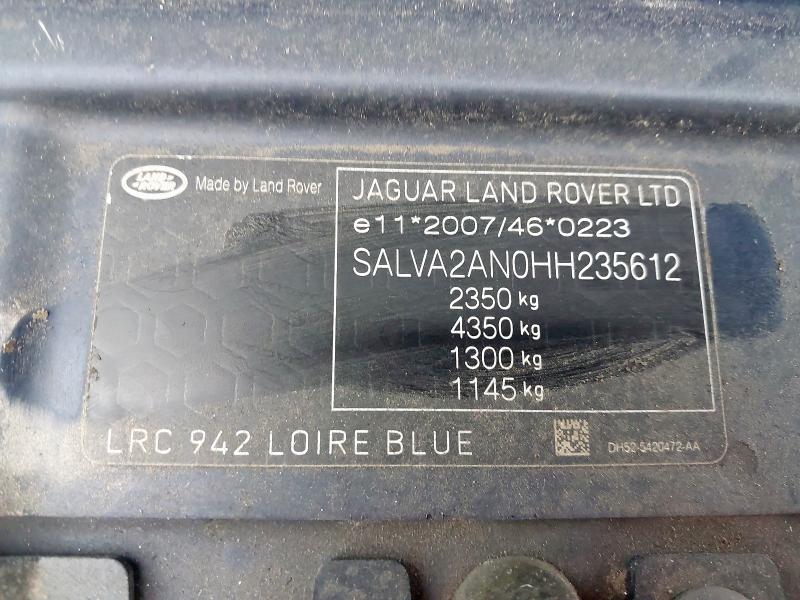 LAND ROVER
Made by Land Rover
JAGUAR LAND ROVER LTD
e11*2007/46*0223
SALVA2AN0HH235612
2350 kg
4350 kg
1300 kg
1145 kg
LRC 942 LOIRE BLUE
DH52-5420472-AA